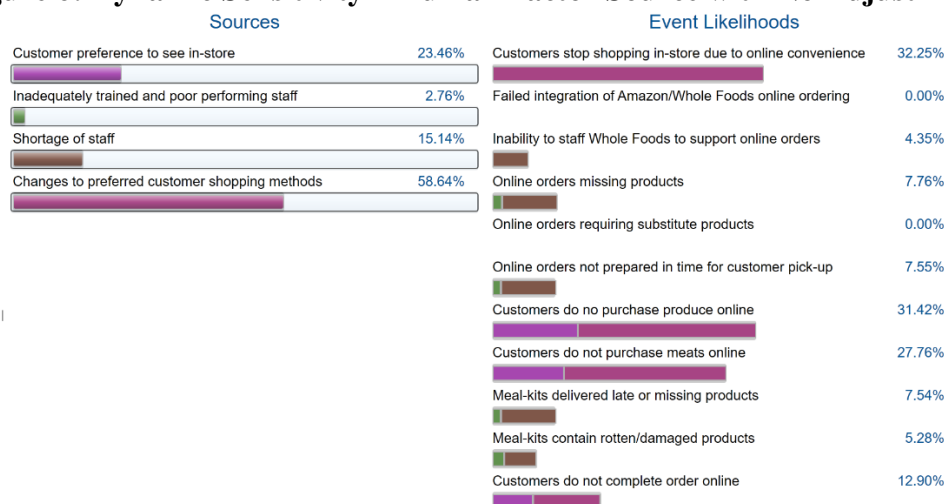 Sources
Customer preference to see in-store 23.46%
Inadequately trained and poor performing staff 2.76%
Shortage of staff 15.14%
Changes to preferred customer shopping methods 58.64%
Event Likelihoods
Customers stop shopping in-store due to online convenience 32.25%
Failed integration of Amazon/Whole Foods online ordering 0.00%
Inability to staff Whole Foods to support online orders 4.35%
Online orders missing products 7.76%
Online orders requiring substitute products 0.00%
Online orders not prepared in time for customer pick-up 7.55%
Customers do no purchase produce online 31.42%
Customers do not purchase meats online 27.76%
Meal-kits delivered late or missing products 7.54%
Meal-kits contain rotten/damaged products 5.28%
Customers do not complete order online 12.90%